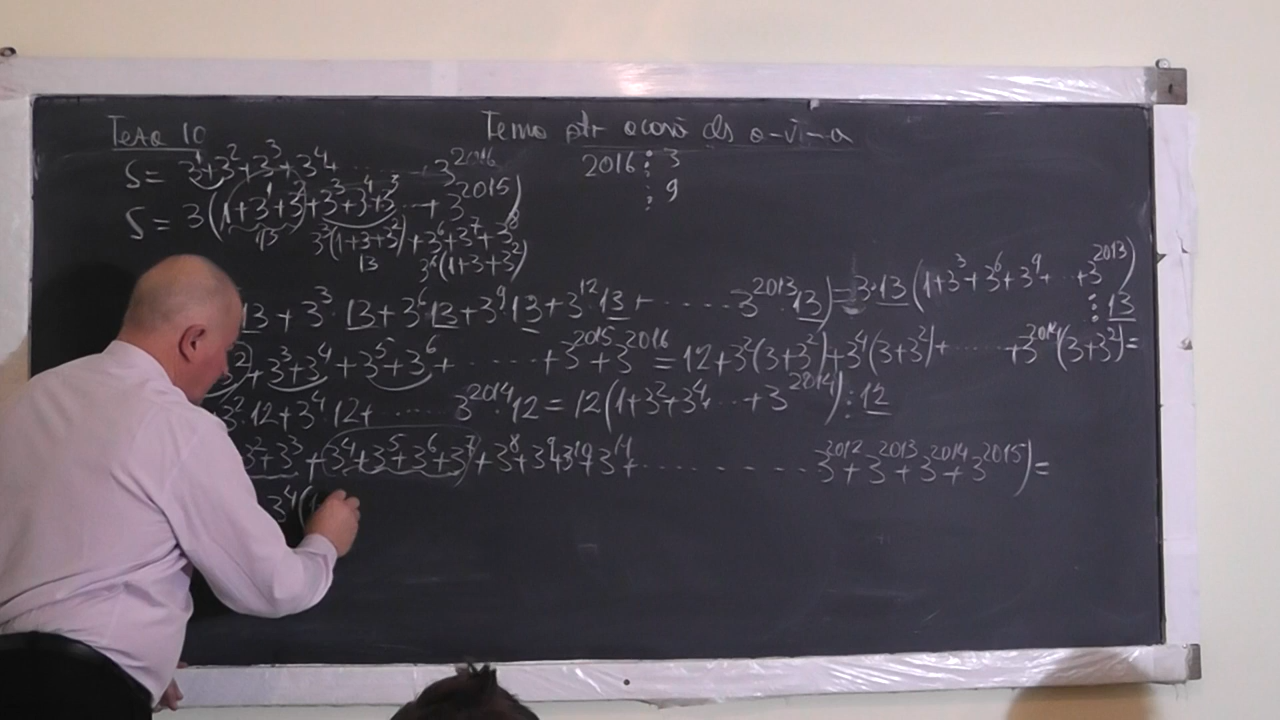 Tema 10
Tema ptr acasă cls a-VI-a
S = 3¹+3²+3³+3⁴ ........ 3²⁰¹⁶
2016 ⋮ 3
⋮ 9
S = 3(1+3¹+3²)+3³+3⁴+3⁵ ...+ 3²⁰¹⁵)
13 3³(1+3+3²)+3⁶+3⁷+3⁸
13 3⁶(1+3+3²)
13 + 3³·13+3⁶·13+3⁹·13+3¹²·13+ ....... 3²⁰¹³·13)=3·13(1+3³+3⁶+3⁹+ ...+3²⁰¹³)
⋮ 13
3²+3³+3⁴+3⁵+3⁶+ ...... +3²⁰¹⁵+3²⁰¹⁶=12+3²(3+3²)+3⁴(3+3²)+ ...... +3²⁰¹⁴(3+3²)=
3²·12+3⁴·12+ ...... 3²⁰¹⁴·12=12(1+3²+3⁴ ...+3²⁰¹⁴) ⋮ 12
3²+3³+(3⁴+3⁵+3⁶+3⁷)+3⁸+3⁹+3¹⁰+3¹¹+ .......... 3²⁰¹²+3²⁰¹³+3²⁰¹⁴+3²⁰¹⁵)=
3⁴(